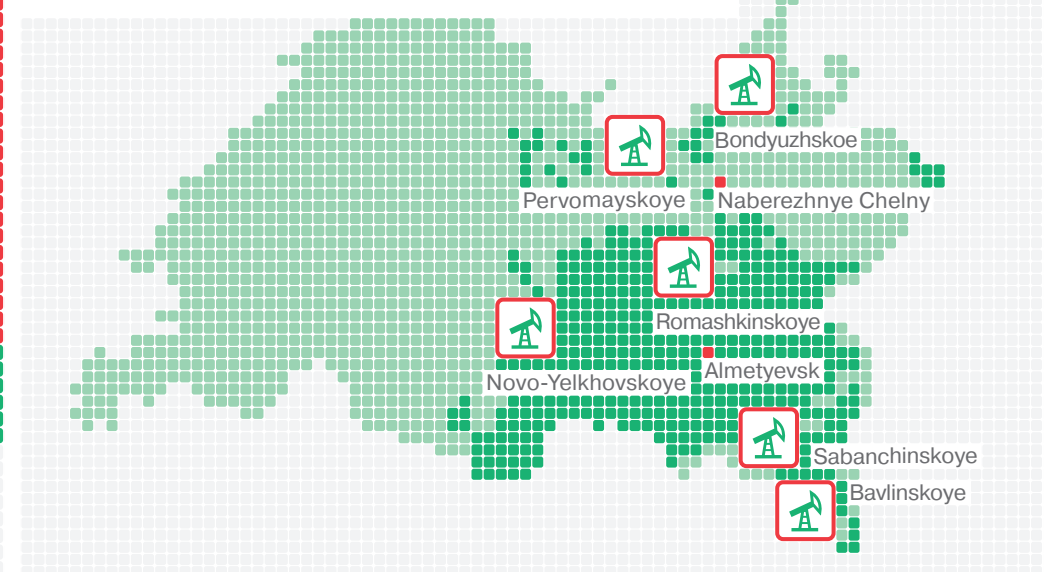 Bondyuzhskoe
Pervomayskoye
Naberezhnye Chelny
Romashkinskoye
Almetyevsk
Novo-Yelkhovskoye
Sabanchinskoye
Bavlinskoye